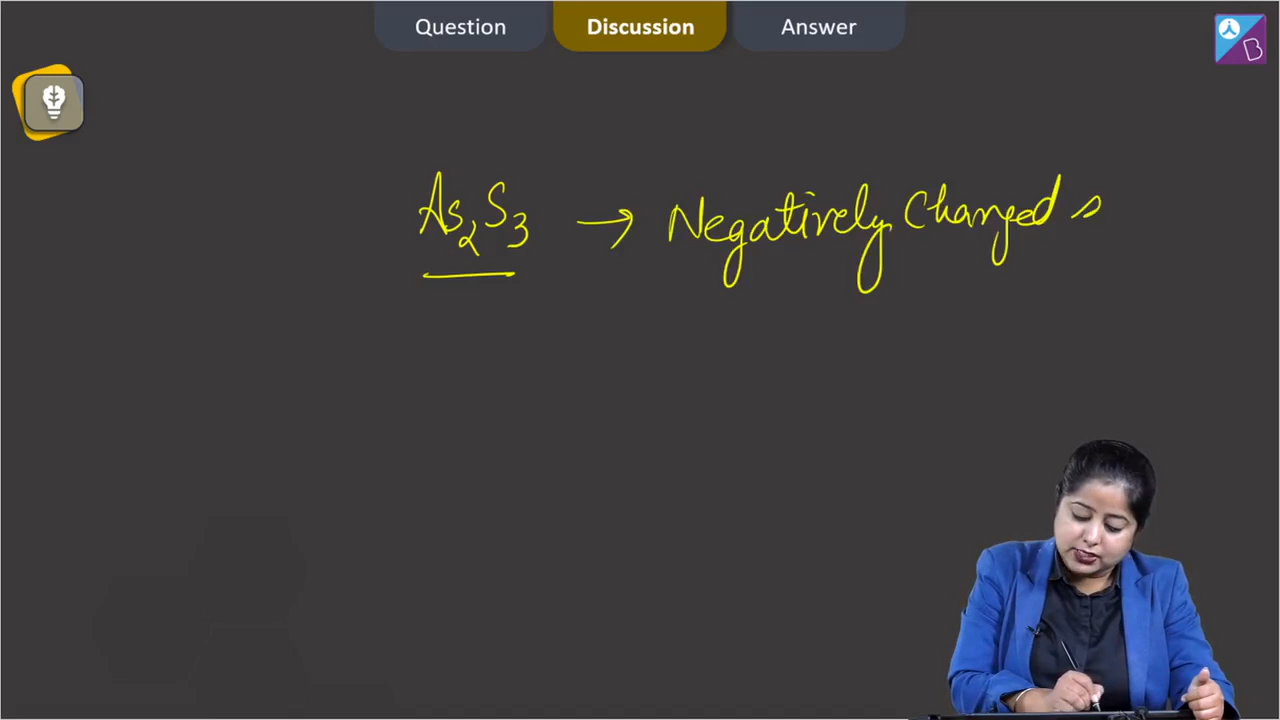 Question Discussion Answer
As2S3 → Negatively Charged s
B